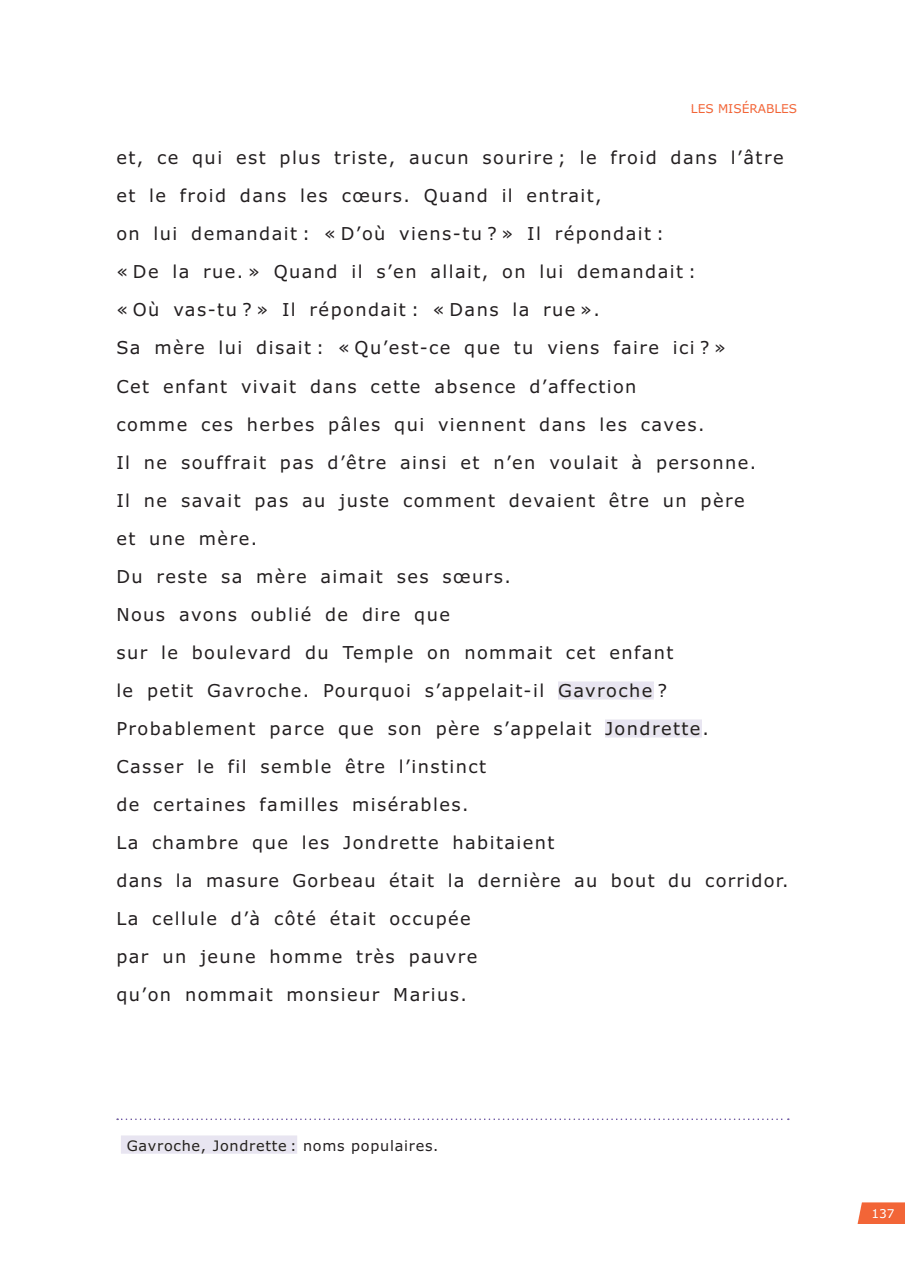 LES MISÉRABLES
et, ce qui est plus triste, aucun sourire ; le froid dans l’âtre
et le froid dans les cœurs. Quand il entrait,
on lui demandait : « D’où viens-tu ? » Il répondait :
« De la rue. » Quand il s’en allait, on lui demandait :
« Où vas-tu ? » Il répondait : « Dans la rue ».
Sa mère lui disait : « Qu’est-ce que tu viens faire ici ? »
Cet enfant vivait dans cette absence d’affection
comme ces herbes pâles qui viennent dans les caves.
Il ne souffrait pas d’être ainsi et n’en voulait à personne.
Il ne savait pas au juste comment devaient être un père
et une mère.
Du reste sa mère aimait ses sœurs.
Nous avons oublié de dire que
sur le boulevard du Temple on nommait cet enfant
le petit Gavroche. Pourquoi s’appelait-il Gavroche ?
Probablement parce que son père s’appelait Jondrette.
Casser le fil semble être l’instinct
de certaines familles misérables.
La chambre que les Jondrette habitaient
dans la masure Gorbeau était la dernière au bout du corridor.
La cellule d’à côté était occupée
par un jeune homme très pauvre
qu’on nommait monsieur Marius.
Gavroche, Jondrette : noms populaires.
137